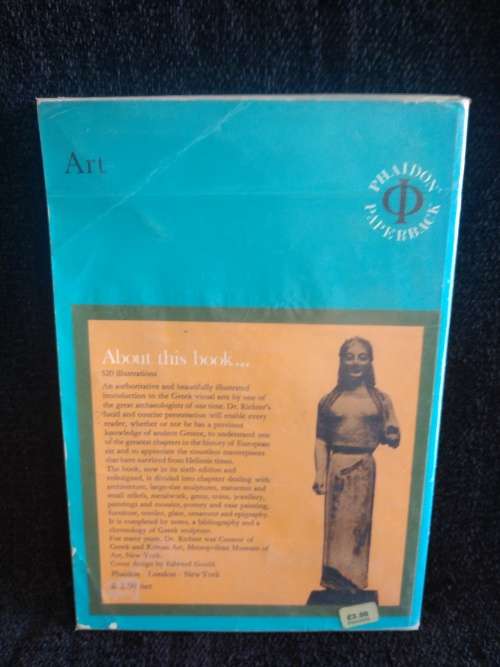 Art
PHAIDON
Φ
PAPERBACK
About this book...
520 illustrations
An authoritative and beautifully illustrated
introduction to the Greek visual arts by one of
the great archaeologists of our time. Dr. Richter's
lucid and concise presentation will enable every
reader, whether or not he has a previous
knowledge of ancient Greece, to understand one
of the greatest chapters in the history of European
art and to appreciate the countless masterpieces
that have survived from Hellenic times.
The book, now in its sixth edition and
redesigned, is divided into chapters dealing with
architecture, large-size sculptures, statuettes and
small reliefs, metalwork, gems, coins, jewellery,
paintings and mosaics, pottery and vase painting,
furniture, textiles, glass, ornament and epigraphy.
It is completed by notes, a bibliography and a
chronology of Greek sculpture.
For many years, Dr. Richter was Curator of
Greek and Roman Art, Metropolitan Museum of
Art, New York.
Cover design by
Phaidon London New York
£ 2.50 net